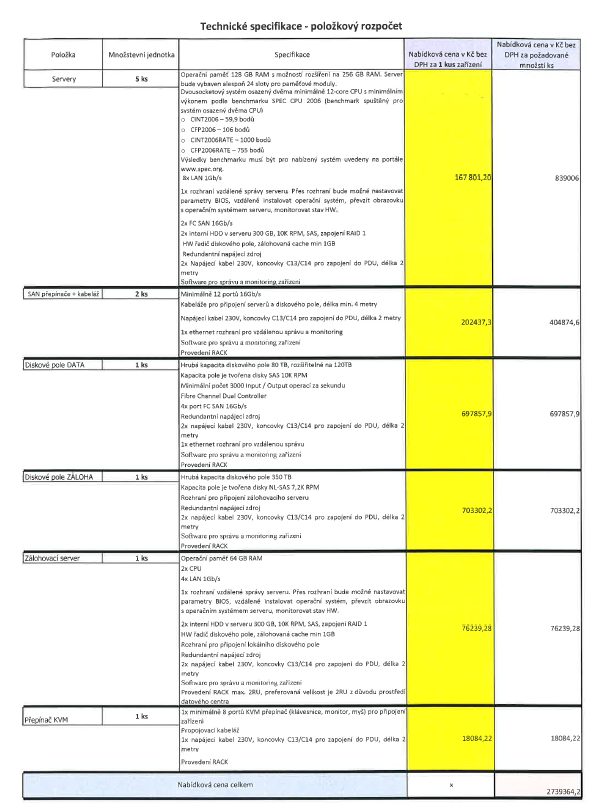 Technické specifikace - položkový rozpočet
Položka
Množstevní jednotka
Specifikace
Nabídková cena v Kč bez
DPH za 1 kus zařízení
Nabídková cena v Kč bez
DPH za požadované
množstí ks
Servery
5 ks
Operační paměť 128 GB RAM s možností rozšíření na 256 GB RAM. Server
bude vybaven alespoň 24 sloty pro paměťové moduly.
Dvousocketový systém osazený dvěma minimálně 12-core CPU s minimálním
výkonem podle benchmarku SPEC CPU 2006 (benchmark spuštěný pro
systém osazený dvěma CPU)
o CINT2006 – 59,9 bodů
o CFP2006 – 106 bodů
o CINT2006RATE – 1000 bodů
o CFP2006RATE – 755 bodů
Výsledky benchmarku musí být pro nabízený systém uvedeny na portále
www.spec.org.
8x LAN 1Gb/s
1x rozhraní vzdálené správy serveru. Přes rozhraní bude možné nastavovat
parametry BIOS, vzdáleně instalovat operační systém, převzít obrazovku
s operačním systémem serveru, monitorovat stav HW.
2x FC SAN 16Gb/s
2x Interní HDD v serveru 300 GB, 10K RPM, SAS, zapojení RAID 1
HW řadič diskového pole, zálohovaná cache min 1GB
Redundantní napájecí zdroj
2x Napájecí kabel 230V, koncovky C13/C14 pro zapojení do PDU, délka 2
metry
Software pro správu a monitoring zařízení
167 801,20
839006
SAN přepínače + kabeláž
2 ks
Minimálně 12 portů 16Gb/s
Kabeláže pro připojení serverů a diskového pole, délka min. 4 metry
Napájecí kabel 230V, koncovky C13/C14 pro zapojení do PDU, délka 2 metry
1x ethernet rozhraní pro vzdálenou správu a monitoring
Software pro správu a monitoring zařízení
Provedení RACK
202437,3
404874,6
Diskové pole DATA
1 ks
Hrubá kapacita diskového pole 80 TB, rozšiřitelné na 120TB
Kapacita pole je tvořena disky SAS 10K RPM
Minimální počet 3000 Input / Output operací za sekundu
Fibre Channel Dual Controller
4x port FC SAN 16Gb/s
Redundantní napájecí zdroj
2x napájecí kabel 230V, koncovky C13/C14 pro zapojení do PDU, délka 2
metry
1x ethernet rozhraní pro vzdálenou správu
Software pro správu a monitoring zařízení
Provedení RACK
697857,9
697857,9
Diskové pole ZÁLOHA
1 ks
Hrubá kapacita diskového pole 350 TB
Kapacita pole je tvořena disky NL-SAS 7,2K RPM
Rozhraní pro připojení zálohovacího serveru
Redundantní napájecí zdroj
2x napájecí kabel 230V, koncovky C13/C14 pro zapojení do PDU, délka 2
metry
Software pro správu a monitoring zařízení
Provedení RACK
703302,2
703302,2
Zálohovací server
1 ks
Operační paměť 64 GB RAM
2x CPU
4x LAN 1Gb/s
1x rozhraní vzdálené správy serveru. Přes rozhraní bude možné nastavovat
parametry BIOS, vzdáleně instalovat operační systém, převzít obrazovku
s operačním systémem serveru, monitorovat stav HW.
2x Interní HDD v serveru 300 GB, 10K RPM, SAS, zapojení RAID 1
HW řadič diskového pole, zálohovaná cache min 1GB
Rozhraní pro připojení lokálního diskového pole
Redundantní napájecí zdroj
2x napájecí kabel 230V, koncovky C13/C14 pro zapojení do PDU, délka 2
metry
Software pro správu a monitoring zařízení
Provedení RACK max. 2RU, preferovaná velikost je 2RU z důvodu prostředí
datového centra
76239,28
76239,28
Přepínač KVM
1 ks
1x minimálně 8 portů KVM přepínač (klávesnice, monitor, myš) pro připojení
zařízení
Propojovací kabeláž
1x napájecí kabel 230V, koncovky C13/C14 pro zapojení do PDU, délka 2
metry
Provedení RACK
18084,22
18084,22
Nabídková cena celkem
x
2739364,2